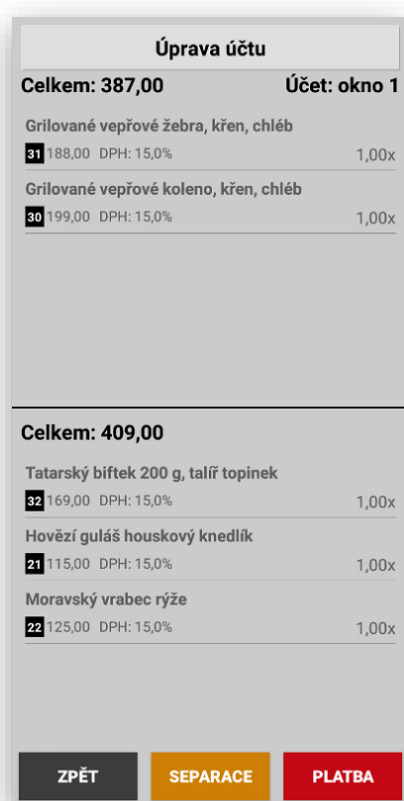 Úprava účtu
Celkem: 387,00 Účet: okno 1
Grilované vepřové žebra, křen, chléb
31 188,00 DPH: 15,0% 1,00x
Grilované vepřové koleno, křen, chléb
30 199,00 DPH: 15,0% 1,00x
Celkem: 409,00
Tatarský biftek 200 g, talíř topinek
32 169,00 DPH: 15,0% 1,00x
Hovězí guláš houskový knedlík
21 115,00 DPH: 15,0% 1,00x
Moravský vrabec rýže
22 125,00 DPH: 15,0% 1,00x
ZPĚT SEPARACE PLATBA